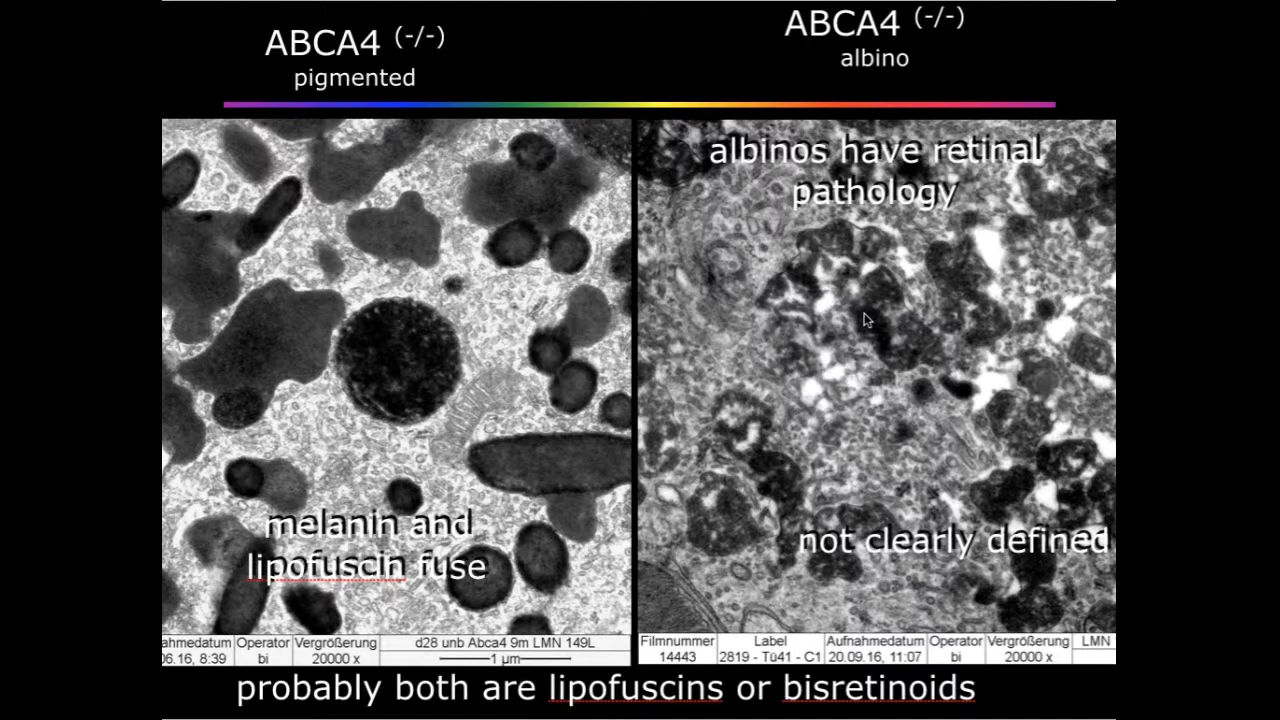 ABCA4 (-/-)
pigmented
ABCA4 (-/-)
albino
albinos have retinal
pathology
melanin and
lipofuscin fuse
not clearly defined
ahmedatum Operator Vergrößerung d28 unb Abca4 9m LMN 149L
06.16, 8:39 bi 20000 x 1 µm
Filmnummer Label Aufnahmedatum Operator Vergrößerung LMN
14443 2819 - Tü41 - C1 20.09.16, 11:07 bi 20000 x
probably both are lipofuscins or bisretinoids